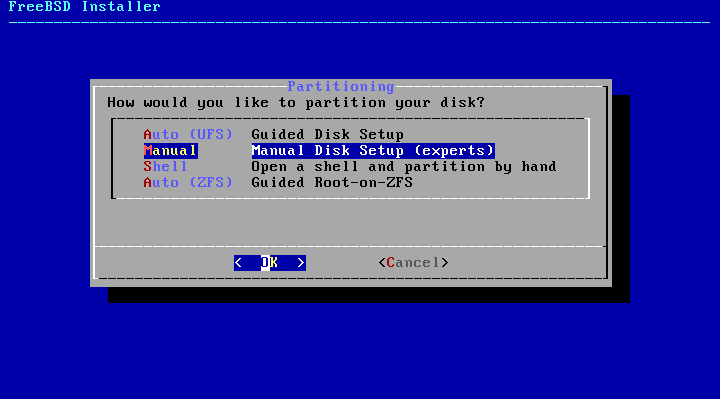 FreeBSD Installer
Partitioning
How would you like to partition your disk?
Auto (UFS) Guided Disk Setup
Manual Manual Disk Setup (experts)
Shell Open a shell and partition by hand
Auto (ZFS) Guided Root-on-ZFS
< OK > <Cancel>